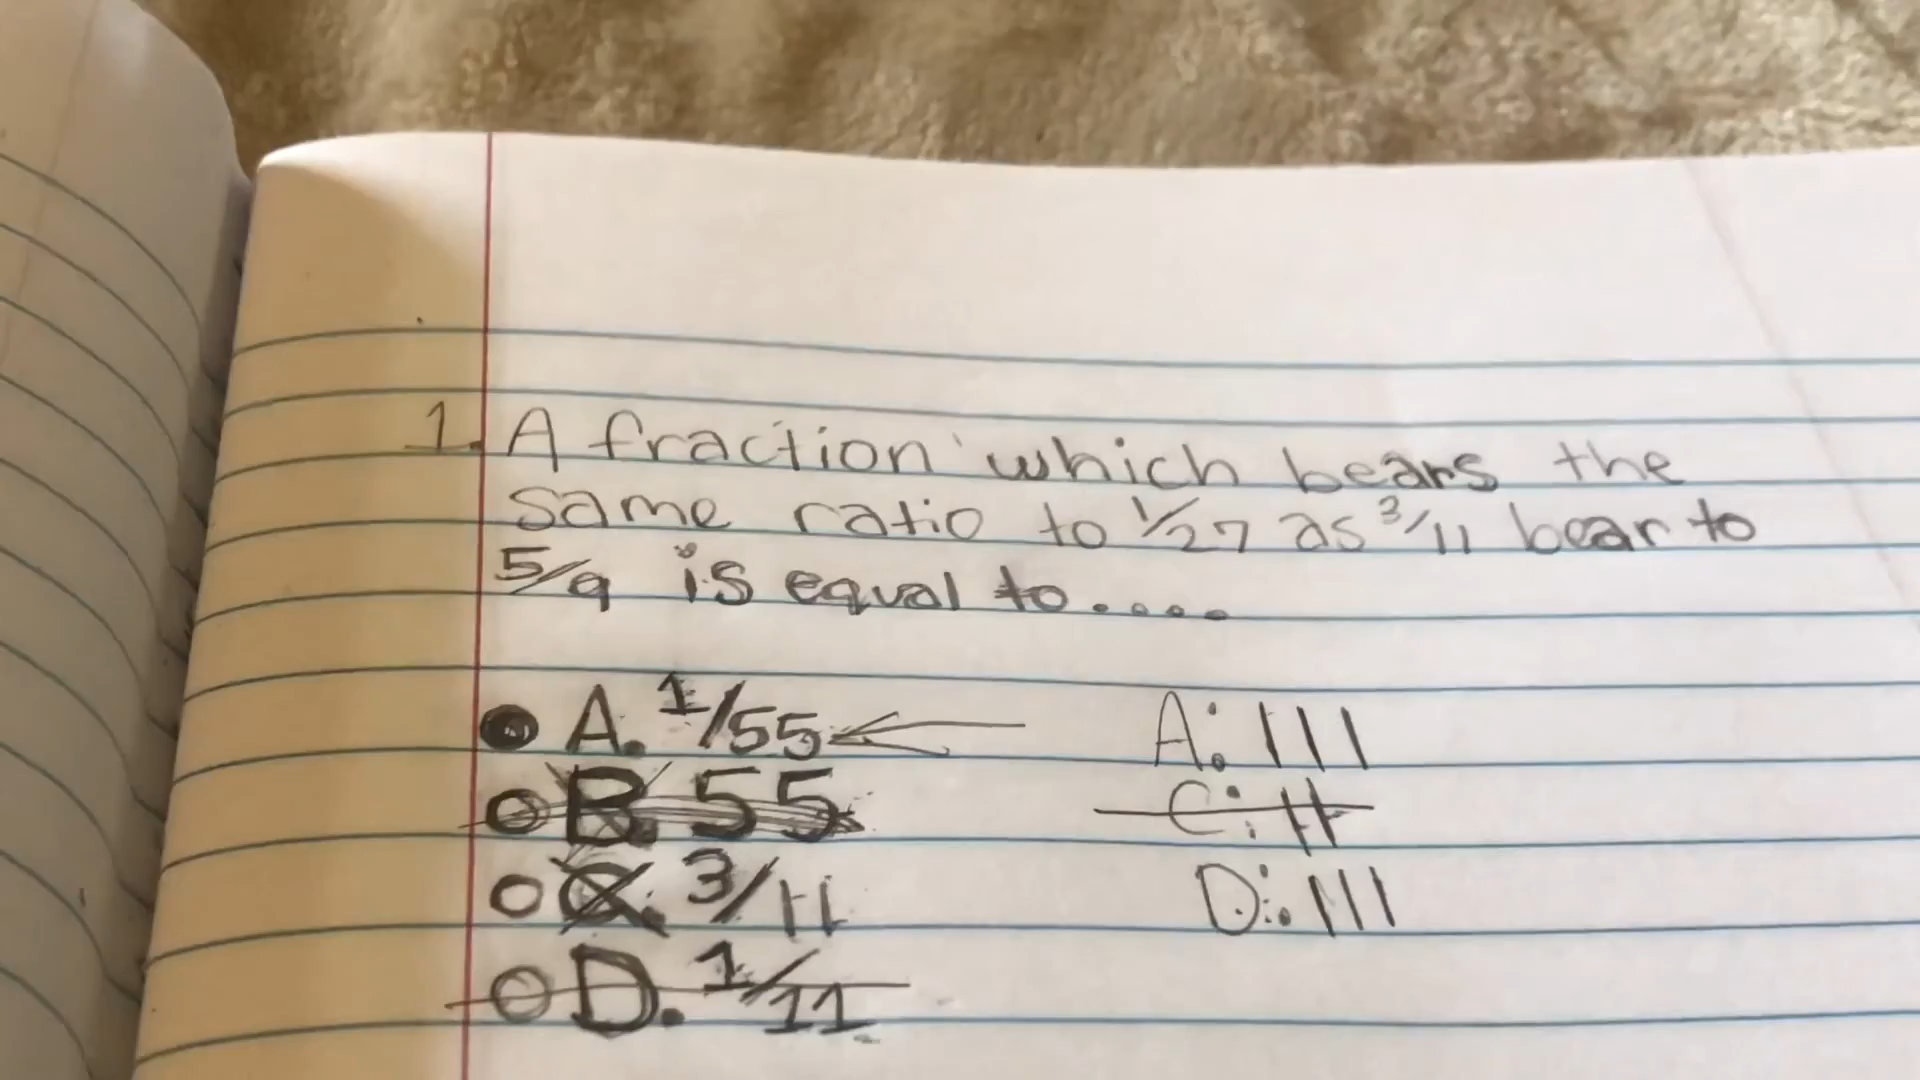 1. A fraction which bears the
same ratio to 1/27 as 3/11 bear to
5/9 is equal to....
A. 1/55
A: |||
B. 55
C: ||
C. 3/11
D: |||
D. 1/11